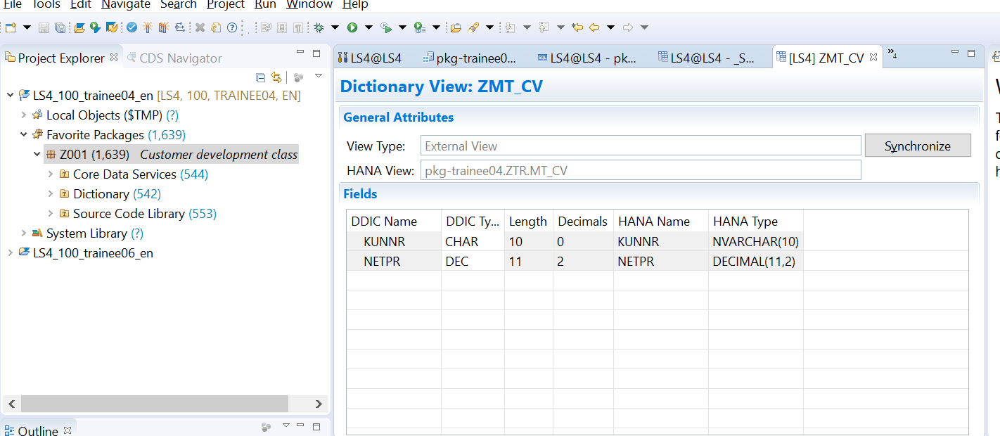 File Tools Edit Navigate Search Project Run Window Help
Project Explorer CDS Navigator
LS4_100_trainee04_en [LS4, 100, TRAINEE04, EN]
Local Objects ($TMP) (?)
Favorite Packages (1,639)
Z001 (1,639) Customer development class
Core Data Services (544)
Dictionary (542)
Source Code Library (553)
System Library (?)
LS4_100_trainee06_en
Outline
LS4@LS4 pkg-trainee0... LS4@LS4 - pk... LS4@LS4 - _S... [LS4] ZMT_CV »4
Dictionary View: ZMT_CV
General Attributes
View Type: External View Synchronize
HANA View: pkg-trainee04.ZTR.MT_CV
Fields
DDIC Name DDIC Ty... Length Decimals HANA Name HANA Type
KUNNR CHAR 10 0 KUNNR NVARCHAR(10)
NETPR DEC 11 2 NETPR DECIMAL(11,2)